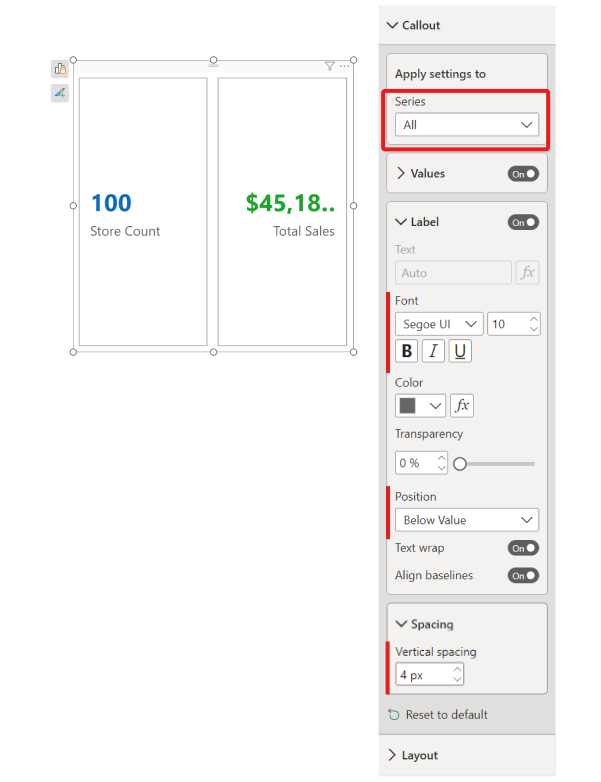 100
Store Count
$45,18..
Total Sales
Callout
Apply settings to
Series
All
Values
On
Label
On
Text
Auto
fx
Font
Segoe UI
10
B I U
Color
fx
Transparency
0 %
Position
Below Value
Text wrap
On
Align baselines
On
Spacing
Vertical spacing
4 px
Reset to default
Layout